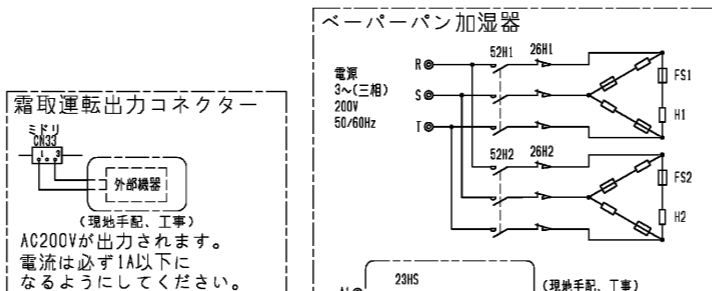 霜取運転出力コネクター
ミドリ
CN33
1 3
外部機器
(現地手配、工事)
AC200Vが出力されます。
電流は必ず1A以下に
なるようにしてください。
ペーパーパン加湿器
電源
3~(三相)
200V
50/60Hz
R
S
T
52H1 26H1
FS1
H1
52H2 26H2
FS2
H2
23HS
(現地手配、工事)